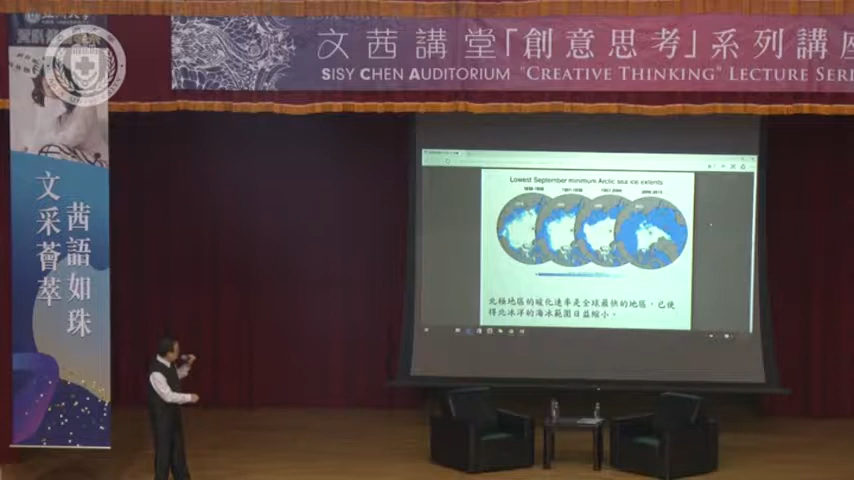 文茜講堂「創意思考」系列講座
SISY CHEN AUDITORIUM "CREATIVE THINKING" LECTURE SERI
茜語如珠
文采薈萃
Lowest September minimum Arctic sea ice extents
北極地區的暖化速率是全球最快的地區，已使
得北冰洋的海冰範圍日益縮小。